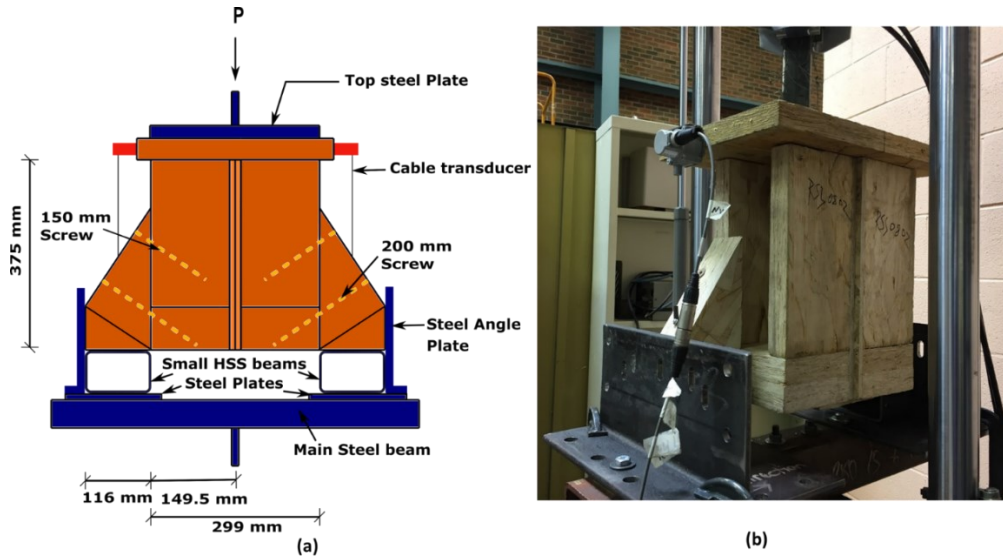 P
Top steel Plate
Cable transducer
150 mm
Screw
200 mm
Screw
375 mm
Steel Angle
Plate
Small HSS beams
Steel Plates
Main Steel beam
116 mm
149.5 mm
299 mm
(a)
(b)